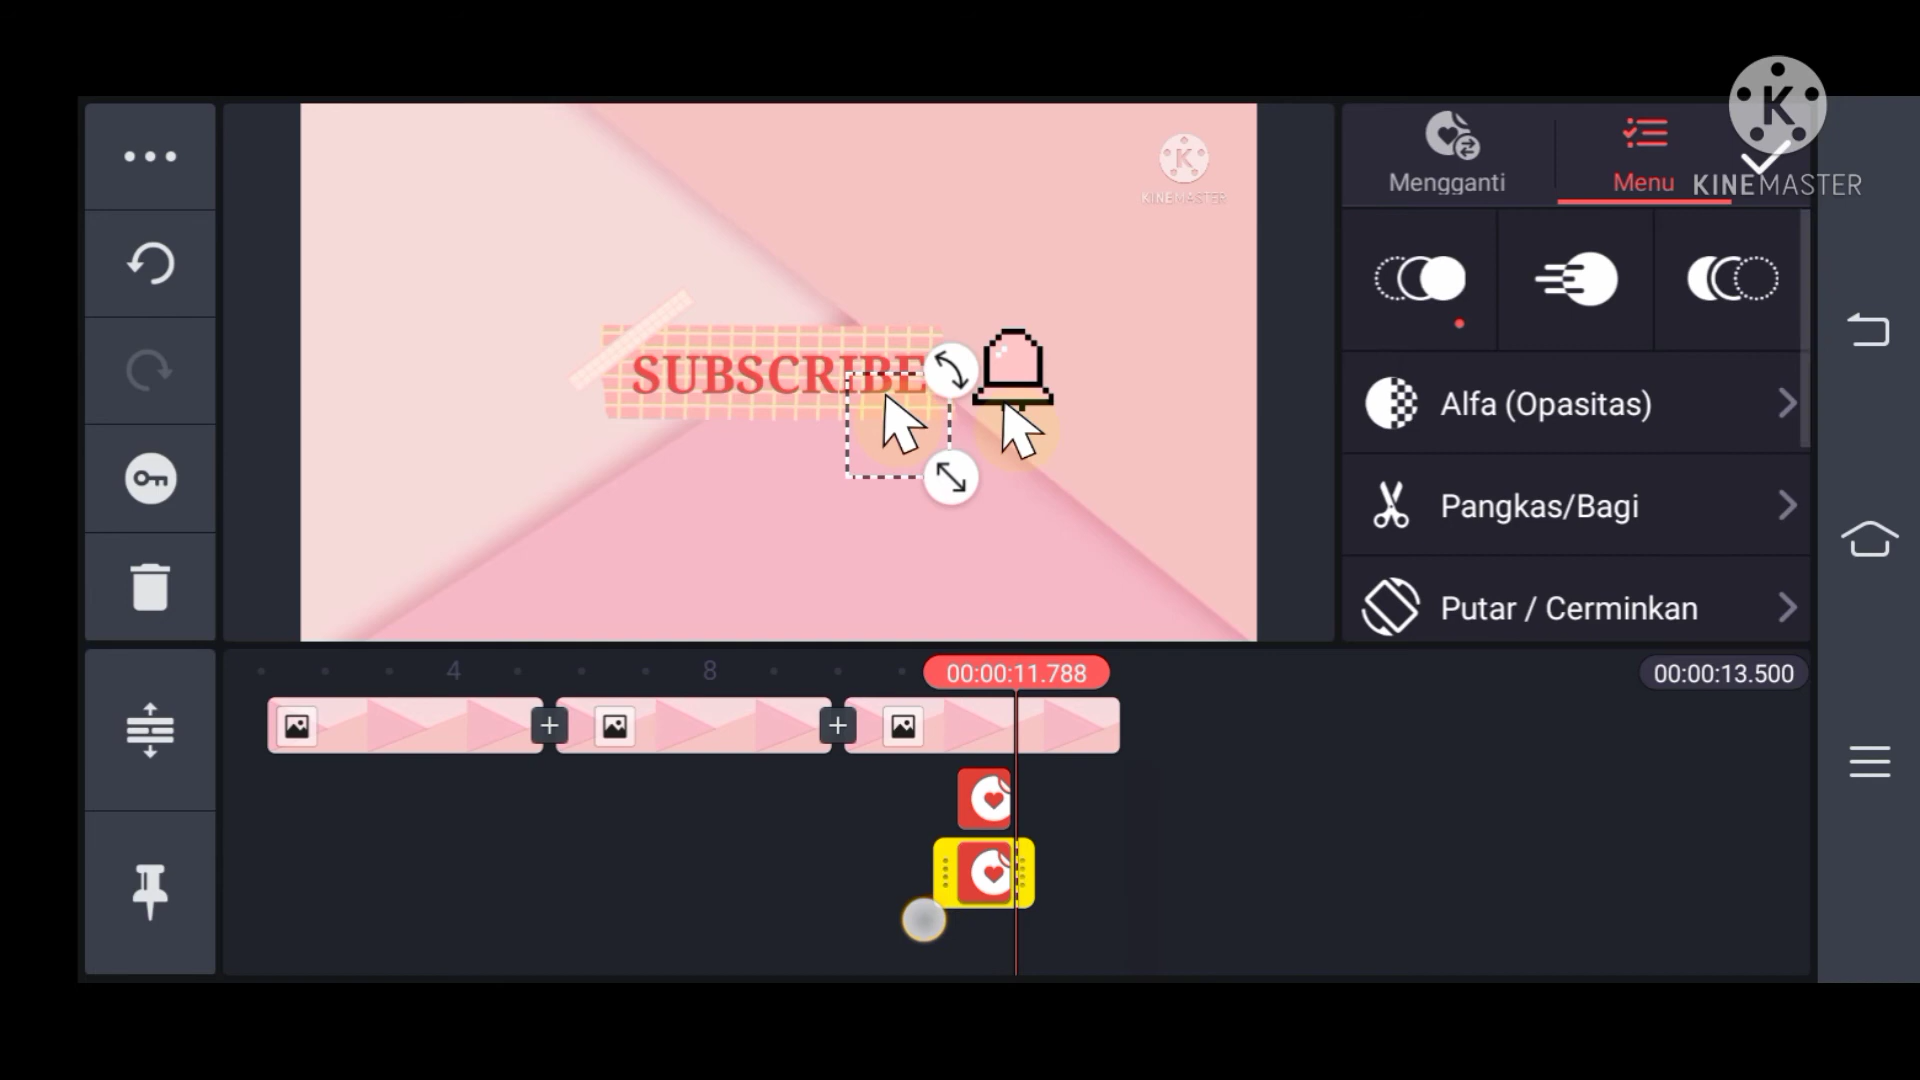 KINEMASTER
Mengganti
Menu
KINEMASTER
SUBSCRIBE
Alfa (Opasitas)
Pangkas/Bagi
Putar / Cerminkan
4
8
00:00:11.788
00:00:13.500